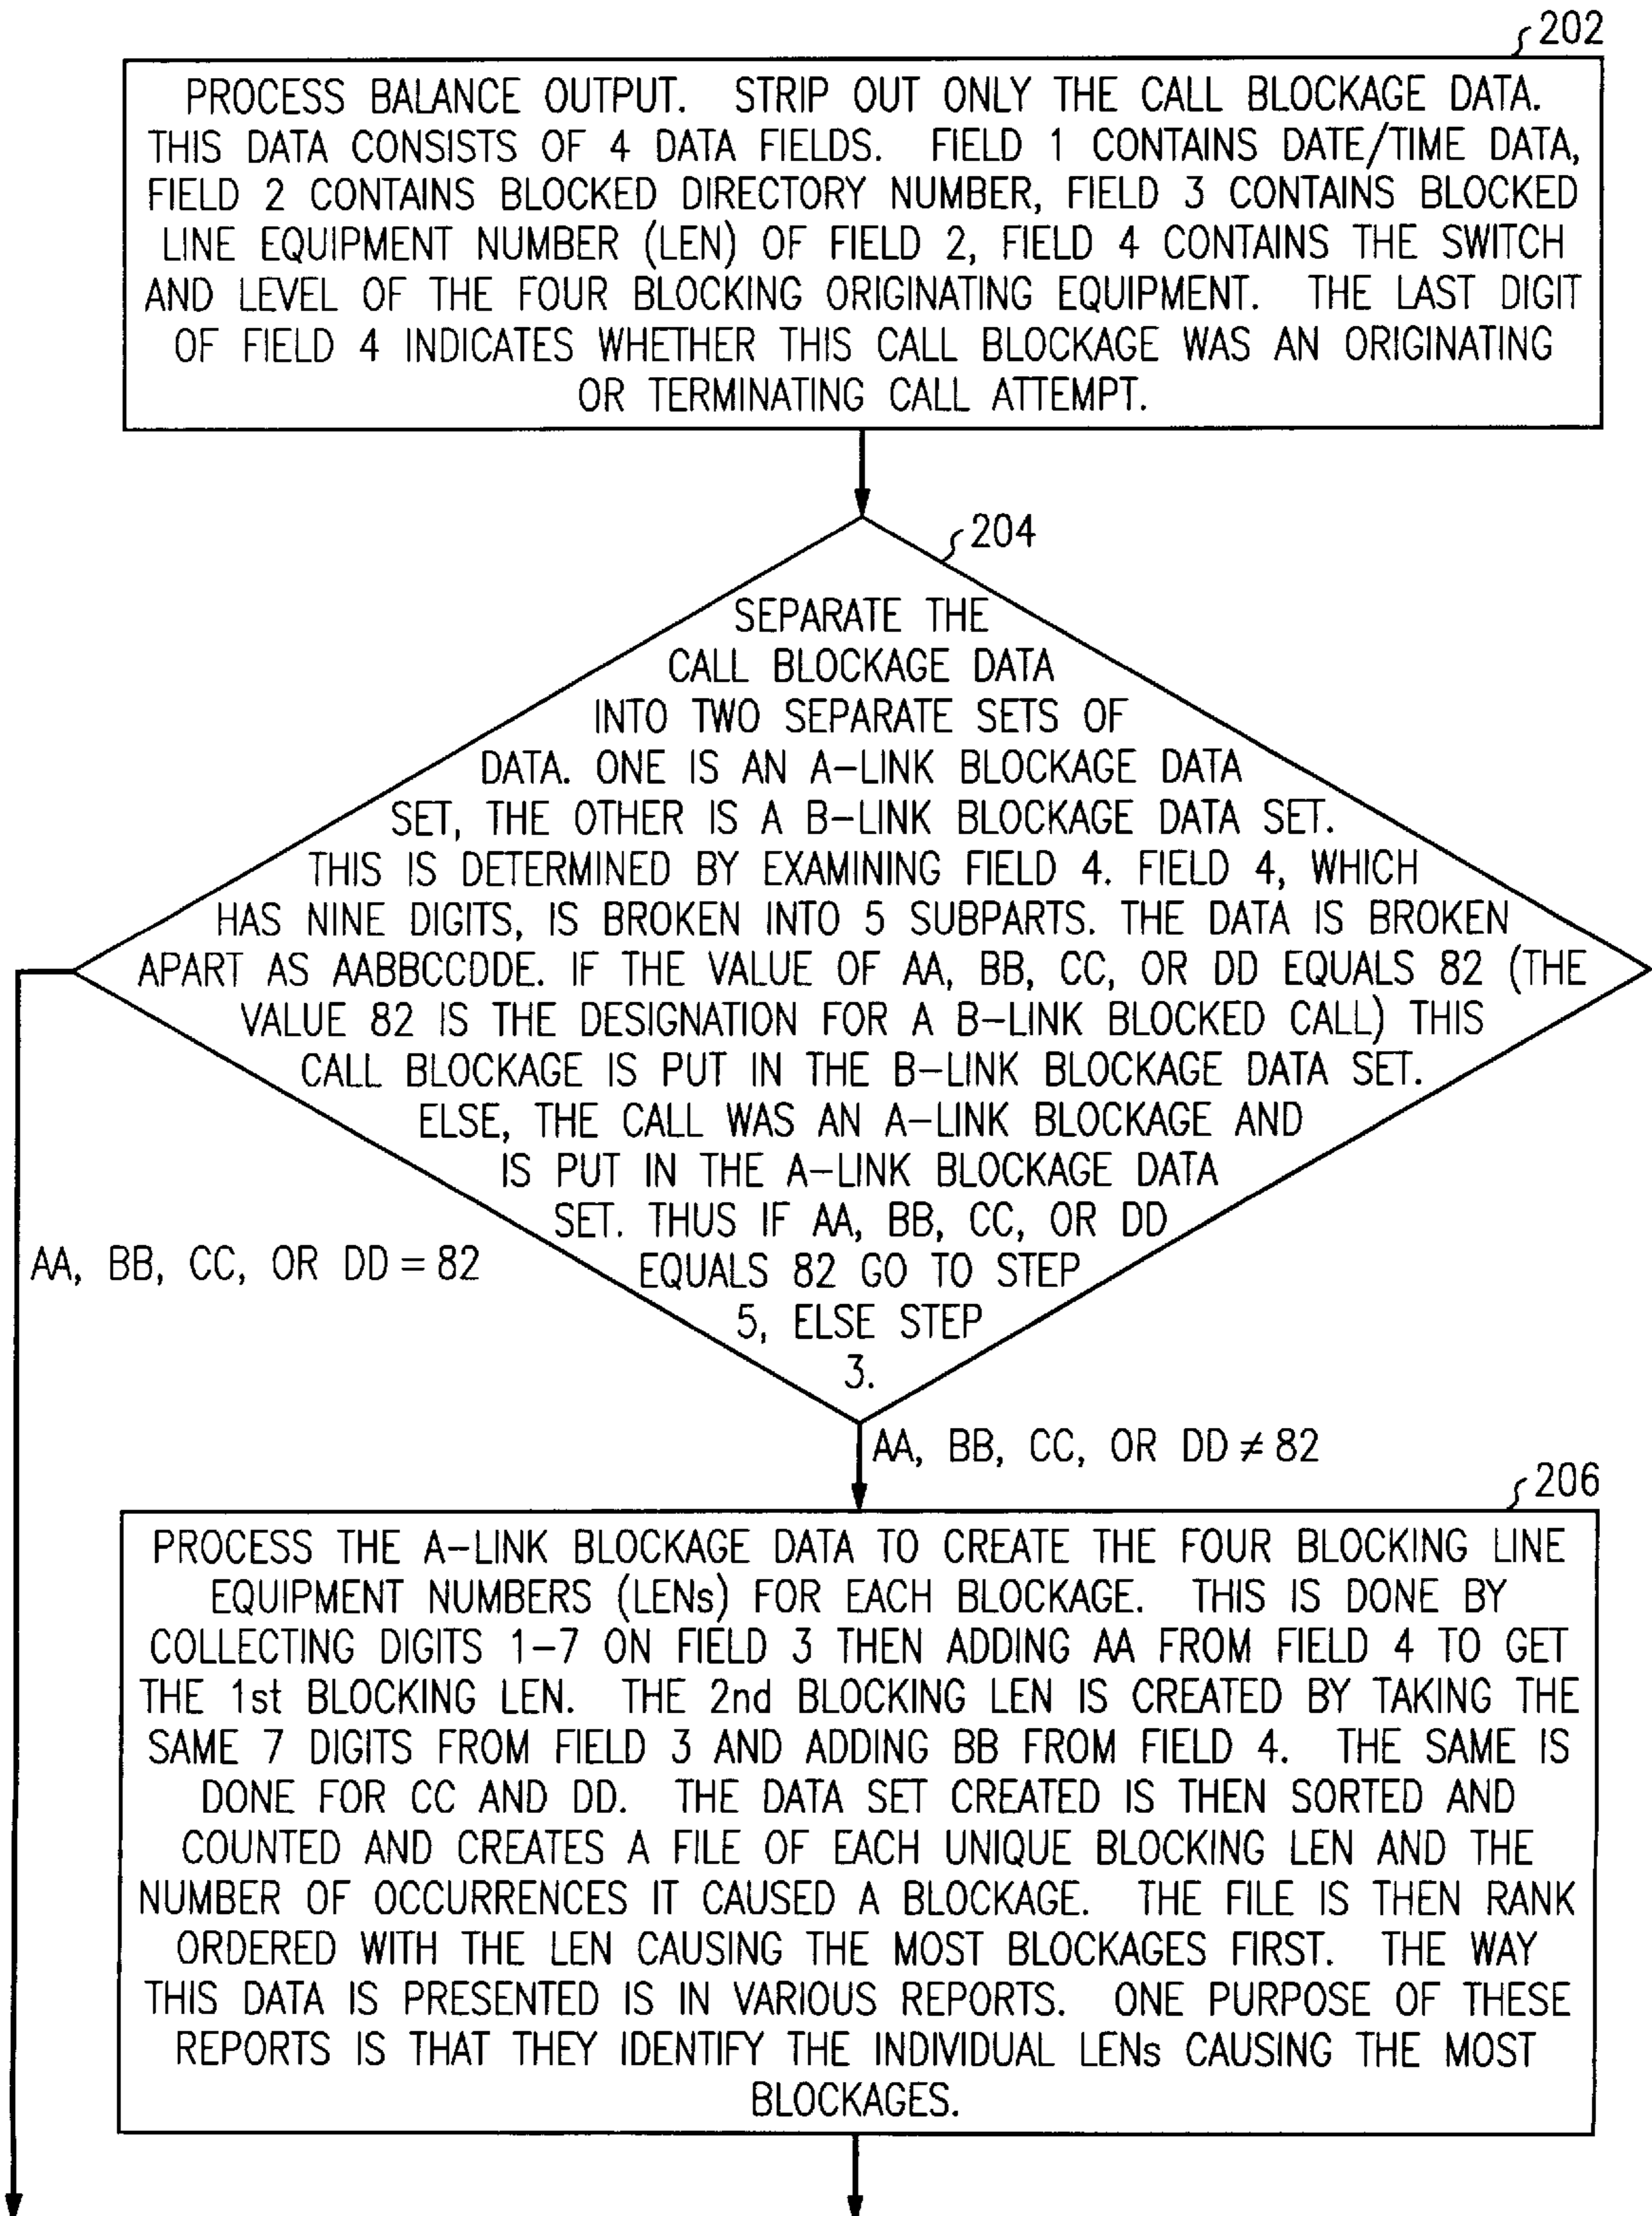 202
PROCESS BALANCE OUTPUT. STRIP OUT ONLY THE CALL BLOCKAGE DATA.
THIS DATA CONSISTS OF 4 DATA FIELDS. FIELD 1 CONTAINS DATE/TIME DATA,
FIELD 2 CONTAINS BLOCKED DIRECTORY NUMBER, FIELD 3 CONTAINS BLOCKED
LINE EQUIPMENT NUMBER (LEN) OF FIELD 2, FIELD 4 CONTAINS THE SWITCH
AND LEVEL OF THE FOUR BLOCKING ORIGINATING EQUIPMENT. THE LAST DIGIT
OF FIELD 4 INDICATES WHETHER THIS CALL BLOCKAGE WAS AN ORIGINATING
OR TERMINATING CALL ATTEMPT.
204
SEPARATE THE
CALL BLOCKAGE DATA
INTO TWO SEPARATE SETS OF
DATA. ONE IS AN A-LINK BLOCKAGE DATA
SET, THE OTHER IS A B-LINK BLOCKAGE DATA SET.
THIS IS DETERMINED BY EXAMINING FIELD 4. FIELD 4, WHICH
HAS NINE DIGITS, IS BROKEN INTO 5 SUBPARTS. THE DATA IS BROKEN
APART AS AABBCCDDE. IF THE VALUE OF AA, BB, CC, OR DD EQUALS 82 (THE
VALUE 82 IS THE DESIGNATION FOR A B-LINK BLOCKED CALL) THIS
CALL BLOCKAGE IS PUT IN THE B-LINK BLOCKAGE DATA SET.
ELSE, THE CALL WAS AN A-LINK BLOCKAGE AND
IS PUT IN THE A-LINK BLOCKAGE DATA
SET. THUS IF AA, BB, CC, OR DD
EQUALS 82 GO TO STEP
5, ELSE STEP
3.
AA, BB, CC, OR DD = 82
AA, BB, CC, OR DD ≠ 82
206
PROCESS THE A-LINK BLOCKAGE DATA TO CREATE THE FOUR BLOCKING LINE
EQUIPMENT NUMBERS (LENs) FOR EACH BLOCKAGE. THIS IS DONE BY
COLLECTING DIGITS 1-7 ON FIELD 3 THEN ADDING AA FROM FIELD 4 TO GET
THE 1st BLOCKING LEN. THE 2nd BLOCKING LEN IS CREATED BY TAKING THE
SAME 7 DIGITS FROM FIELD 3 AND ADDING BB FROM FIELD 4. THE SAME IS
DONE FOR CC AND DD. THE DATA SET CREATED IS THEN SORTED AND
COUNTED AND CREATES A FILE OF EACH UNIQUE BLOCKING LEN AND THE
NUMBER OF OCCURRENCES IT CAUSED A BLOCKAGE. THE FILE IS THEN RANK
ORDERED WITH THE LEN CAUSING THE MOST BLOCKAGES FIRST. THE WAY
THIS DATA IS PRESENTED IS IN VARIOUS REPORTS. ONE PURPOSE OF THESE
REPORTS IS THAT THEY IDENTIFY THE INDIVIDUAL LENs CAUSING THE MOST
BLOCKAGES.